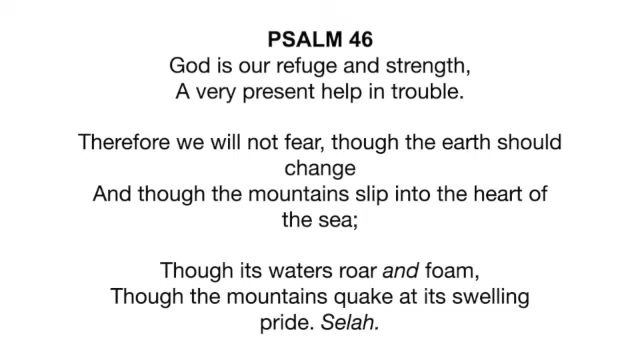 PSALM 46
God is our refuge and strength,
A very present help in trouble.
Therefore we will not fear, though the earth should
change
And though the mountains slip into the heart of
the sea;
Though its waters roar and foam,
Though the mountains quake at its swelling
pride. Selah.